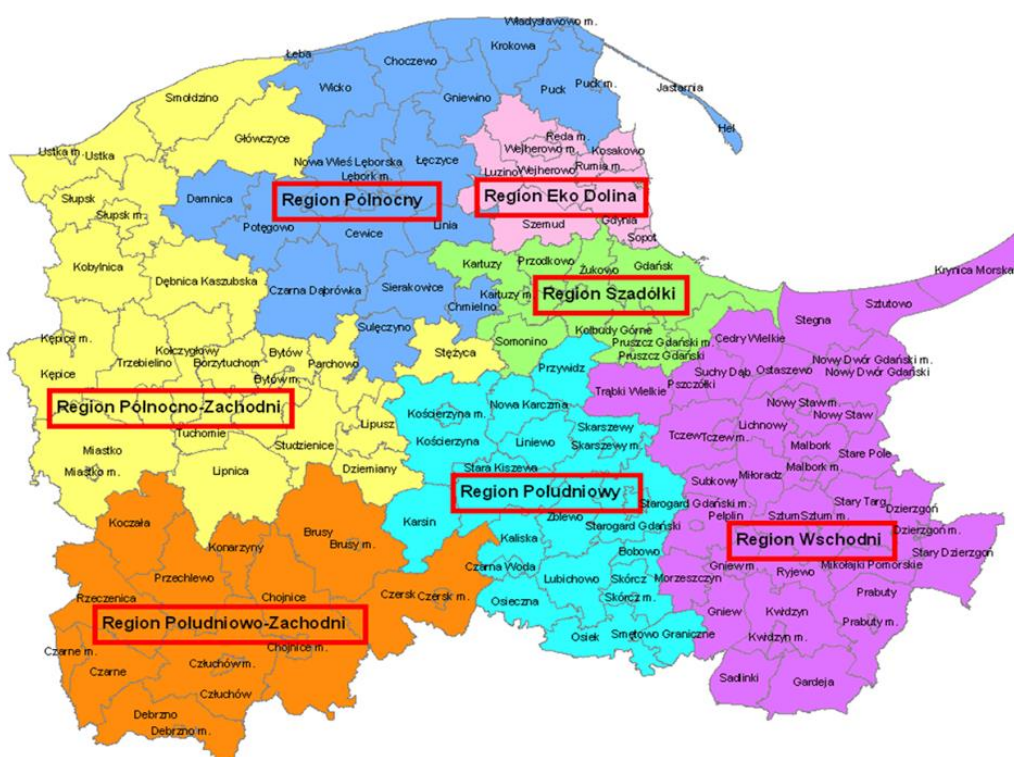 Władysławowo m.
Krokowa
Łeba
Choczewo
Wicko
Gniewino
Puck
Puck m.
Jastarnia
Hel
Smołdzino
Główczyce
Ustka m.
Ustka
Nowa Wieś Lęborska
Łęczyce
Lębork m.
Reda m.
Wejherowo m.
Kosakowo
Luzino
Wejherowo
Rumia m.
Słupsk
Słupsk m.
Damnica
Region Północny
Region Eko Dolina
Potęgowo
Cewice
Linia
Szemud
Gdynia
Sopot
Kobylnica
Dębnica Kaszubska
Czarna Dąbrówka
Sierakowice
Chmielno
Kartuzy
Przodkowo
Żukowo
Gdańsk
Kartuzy m.
Region Szadółki
Krynica Morska
Sztutowo
Stegna
Kępice m.
Kępice
Trzebielino
Kołczygłowy
Borzytuchom
Bytów
Bytów m.
Parchowo
Sulęczyno
Stężyca
Somonino
Kolbudy Górne
Pruszcz Gdański m.
Pruszcz Gdański
Cedry Wielkie
Przywidz
Trąbki Wielkie
Pszczółki
Suchy Dąb
Ostaszewo
Nowy Dwór Gdański m.
Nowy Dwór Gdański
Region Północno-Zachodni
Tuchomie
Studzienice
Lipusz
Miastko
Miastko m.
Lipnica
Dziemiany
Kościerzyna m.
Kościerzyna
Nowa Karczma
Liniewo
Skarszewy
Skarszewy m.
Stara Kiszewa
Region Południowy
Tczew
Tczew m.
Lichnowy
Nowy Staw m.
Nowy Staw
Malbork
Malbork m.
Stare Pole
Subkowy
Miłoradz
Starogard Gdański m.
Starogard Gdański
Pelplin
Sztum
Sztum m.
Stary Targ
Dzierzgoń
Dzierzgoń m.
Stary Dzierzgoń
Region Wschodni
Mikołajki Pomorskie
Koczała
Konarzyny
Brusy
Brusy m.
Karsin
Zblewo
Kaliska
Bobowo
Czarna Woda
Lubichowo
Skórcz
Skórcz m.
Morzeszczyn
Gniew m.
Gniew
Ryjewo
Prabuty
Prabuty m.
Kwidzyn
Kwidzyn m.
Przechlewo
Rzeczenica
Chojnice
Czersk
Czersk m.
Osieczna
Osiek
Smętowo Graniczne
Region Południowo-Zachodni
Chojnice m.
Czarne m.
Czarne
Człuchów m.
Człuchów
Debrzno
Debrzno m.
Sadlinki
Gardeja